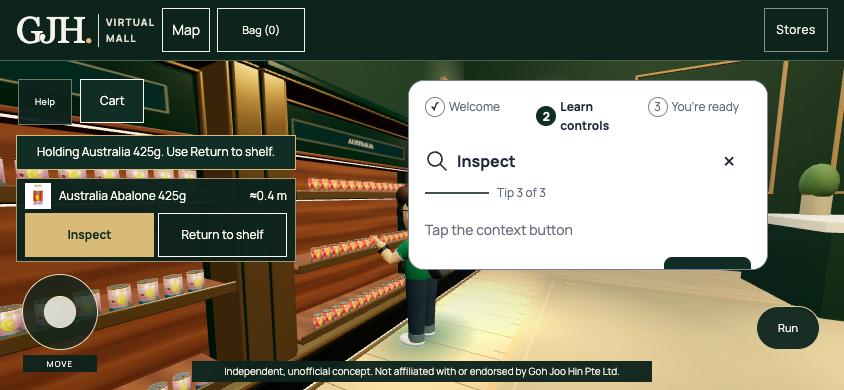 GJH. VIRTUAL MALL
Map
Bag (0)
Stores
Help
Cart
Holding Australia 425g. Use Return to shelf.
Australia Abalone 425g ≈0.4 m
Inspect
Return to shelf
MOVE
AUSTRALIA
✓ Welcome
2 Learn controls
3 You're ready
Inspect
×
Tip 3 of 3
Tap the context button
Run
Independent, unofficial concept. Not affiliated with or endorsed by Goh Joo Hin Pte Ltd.